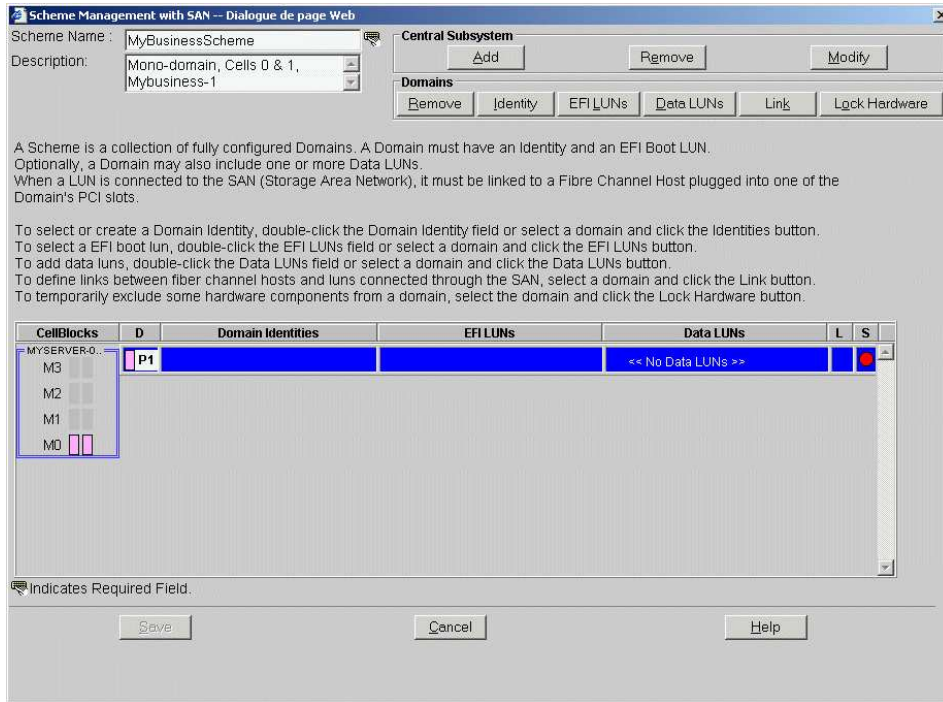 Scheme Management with SAN -- Dialogue de page Web
Scheme Name :
MyBusinessScheme
Description:
Mono-domain, Cells 0 & 1,
Mybusiness-1
Central Subsystem
Add
Remove
Modify
Domains
Remove
Identity
EFI LUNs
Data LUNs
Link
Lock Hardware
A Scheme is a collection of fully configured Domains. A Domain must have an Identity and an EFI Boot LUN.
Optionally, a Domain may also include one or more Data LUNs.
When a LUN is connected to the SAN (Storage Area Network), it must be linked to a Fibre Channel Host plugged into one of the
Domain's PCI slots.
To select or create a Domain Identity, double-click the Domain Identity field or select a domain and click the Identities button.
To select a EFI boot lun, double-click the EFI LUNs field or select a domain and click the EFI LUNs button.
To add data luns, double-click the Data LUNs field or select a domain and click the Data LUNs button.
To define links between fiber channel hosts and luns connected through the SAN, select a domain and click the Link button.
To temporarily exclude some hardware components from a domain, select the domain and click the Lock Hardware button.
CellBlocks D Domain Identities EFI LUNs Data LUNs L S
MYSERVER-0..
P1
<< No Data LUNs >>
M3
M2
M1
M0
Indicates Required Field.
Save
Cancel
Help